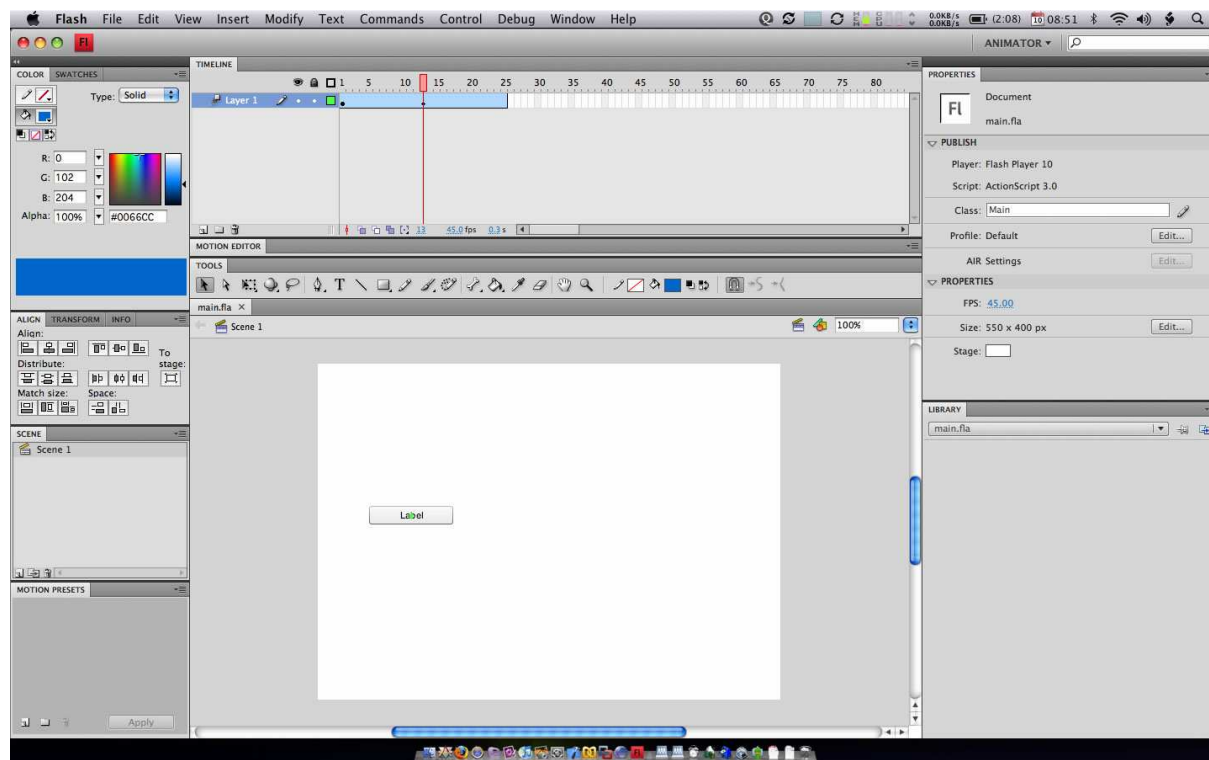 Flash File Edit View Insert Modify Text Commands Control Debug Window Help
0.0KB/s
0.0KB/s
(2:08) 10 08:51
Fl
ANIMATOR
COLOR SWATCHES
Type: Solid
R: 0
G: 102
B: 204
Alpha: 100% #0066CC
ALIGN TRANSFORM INFO
Align:
To
Distribute: stage:
Match size: Space:
SCENE
Scene 1
MOTION PRESETS
Apply
TIMELINE
1 5 10 15 20 25 30 35 40 45 50 55 60 65 70 75 80
Layer 1
13 45.0 fps 0.3 s
MOTION EDITOR
TOOLS
T
main.fla ×
Scene 1
100%
Label
PROPERTIES
Fl
Document
main.fla
PUBLISH
Player: Flash Player 10
Script: ActionScript 3.0
Class: Main
Profile: Default Edit...
AIR Settings Edit...
PROPERTIES
FPS: 45.00
Size: 550 x 400 px Edit...
Stage:
LIBRARY
main.fla